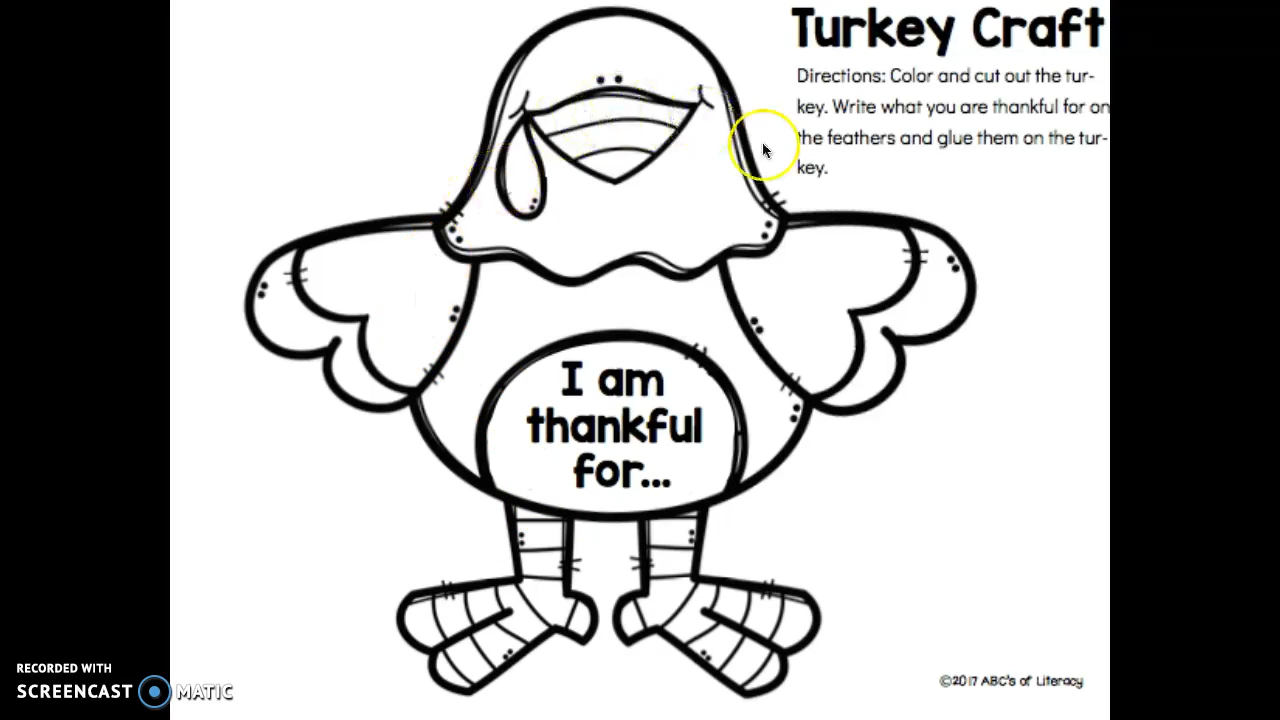 Turkey Craft
Directions: Color and cut out the tur-
key. Write what you are thankful for on
the feathers and glue them on the tur-
key.
I am
thankful
for...
©2017 ABC's of Literacy
RECORDED WITH
SCREENCAST MATIC